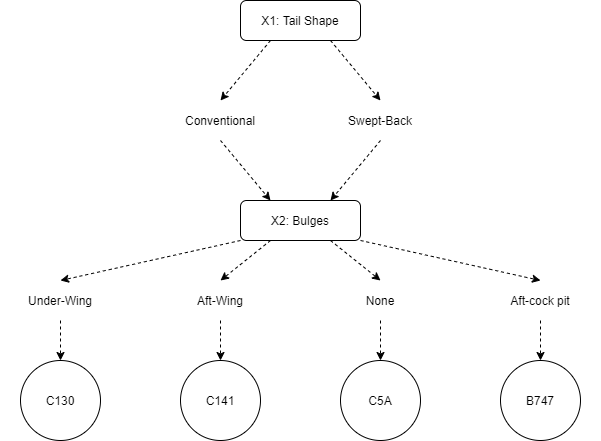 X1: Tail Shape
Conventional
Swept-Back
X2: Bulges
Under-Wing
Aft-Wing
None
Aft-cock pit
C130
C141
C5A
B747